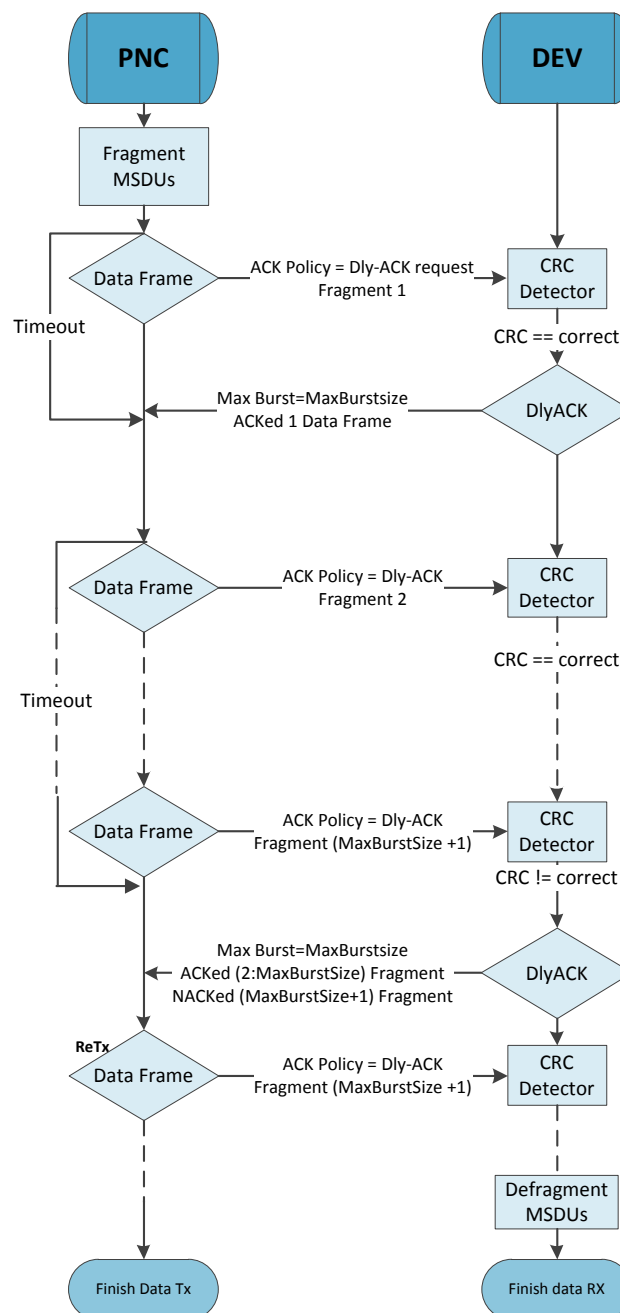 PNC
DEV
Fragment
MSDUs
Data Frame
ACK Policy = Dly-ACK request
Fragment 1
CRC
Detector
Timeout
CRC == correct
Max Burst=MaxBurstsize
ACKed 1 Data Frame
DlyACK
Data Frame
ACK Policy = Dly-ACK
Fragment 2
CRC
Detector
CRC == correct
Timeout
Data Frame
ACK Policy = Dly-ACK
Fragment (MaxBurstSize +1)
CRC
Detector
CRC != correct
Max Burst=MaxBurstsize
ACKed (2:MaxBurstSize) Fragment
NACKed (MaxBurstSize+1) Fragment
DlyACK
ReTx
Data Frame
ACK Policy = Dly-ACK
Fragment (MaxBurstSize +1)
CRC
Detector
Defragment
MSDUs
Finish Data Tx
Finish data RX